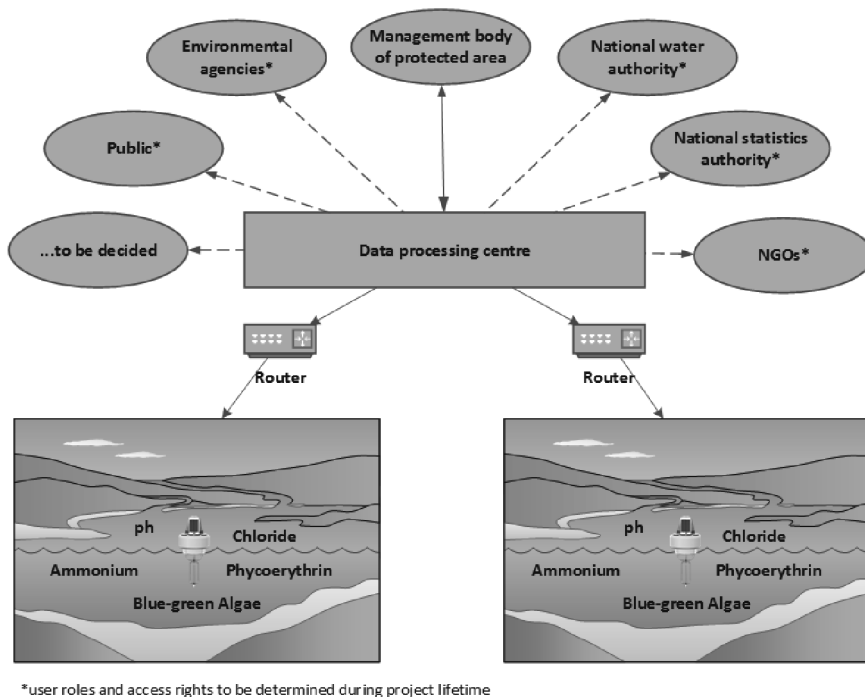 Environmental
agencies*
Management body
of protected area
National water
authority*
Public*
National statistics
authority*
...to be decided
Data processing centre
NGOs*
Router
Router
ph
Chloride
Ammonium
Phycoerythrin
Blue-green Algae
ph
Chloride
Ammonium
Phycoerythrin
Blue-green Algae
*user roles and access rights to be determined during project lifetime